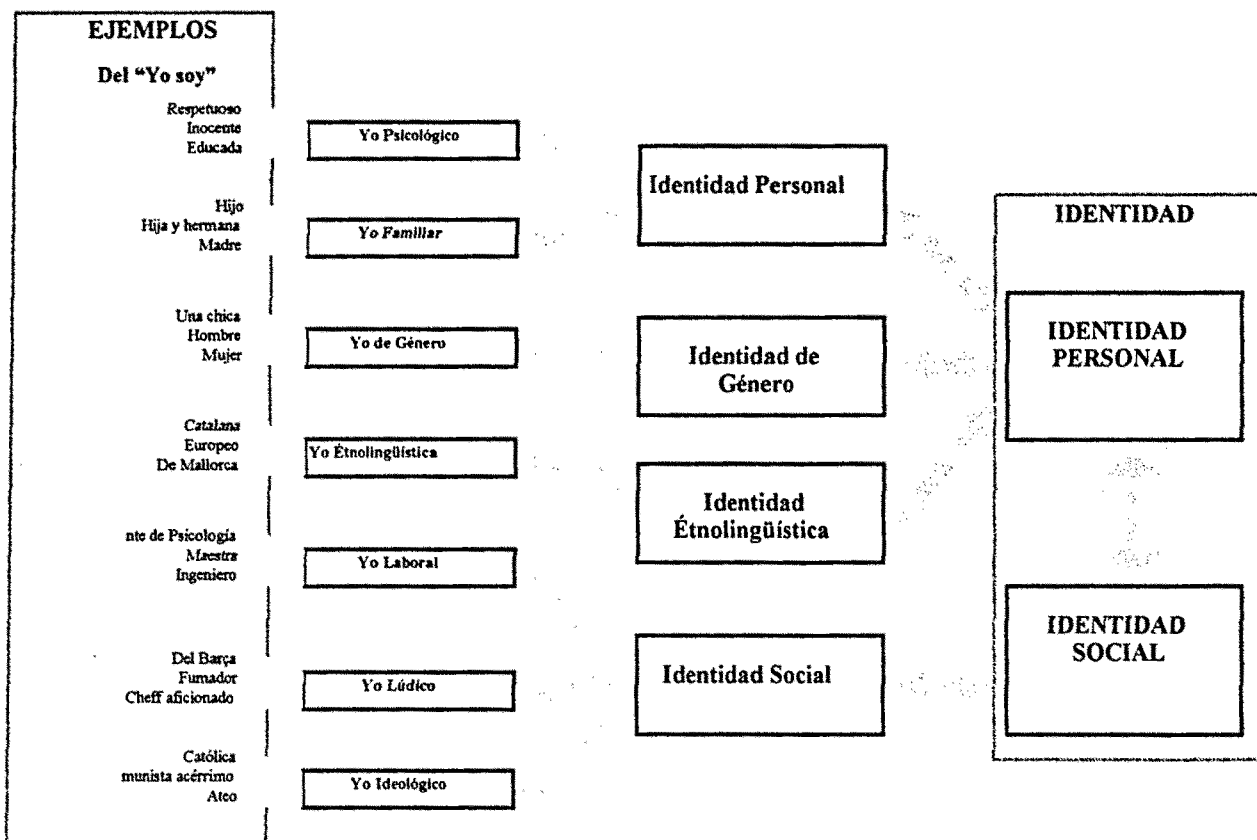 EJEMPLOS
Del “Yo soy”
Respetuoso
Inocente
Educada
Hijo
Hija y hermana
Madre
Una chica
Hombre
Mujer
Catalana
Europeo
De Mallorca
nte de Psicología
Maestra
Ingeniero
Del Barça
Fumador
Cheff aficionado
Católica
munista acérrimo
Ateo
Yo Psicológico
Yo Familiar
Yo de Género
Yo Étnolingüística
Yo Laboral
Yo Lúdico
Yo Ideológico
Identidad Personal
Identidad de
Género
Identidad
Étnolingüística
Identidad Social
IDENTIDAD
IDENTIDAD
PERSONAL
IDENTIDAD
SOCIAL